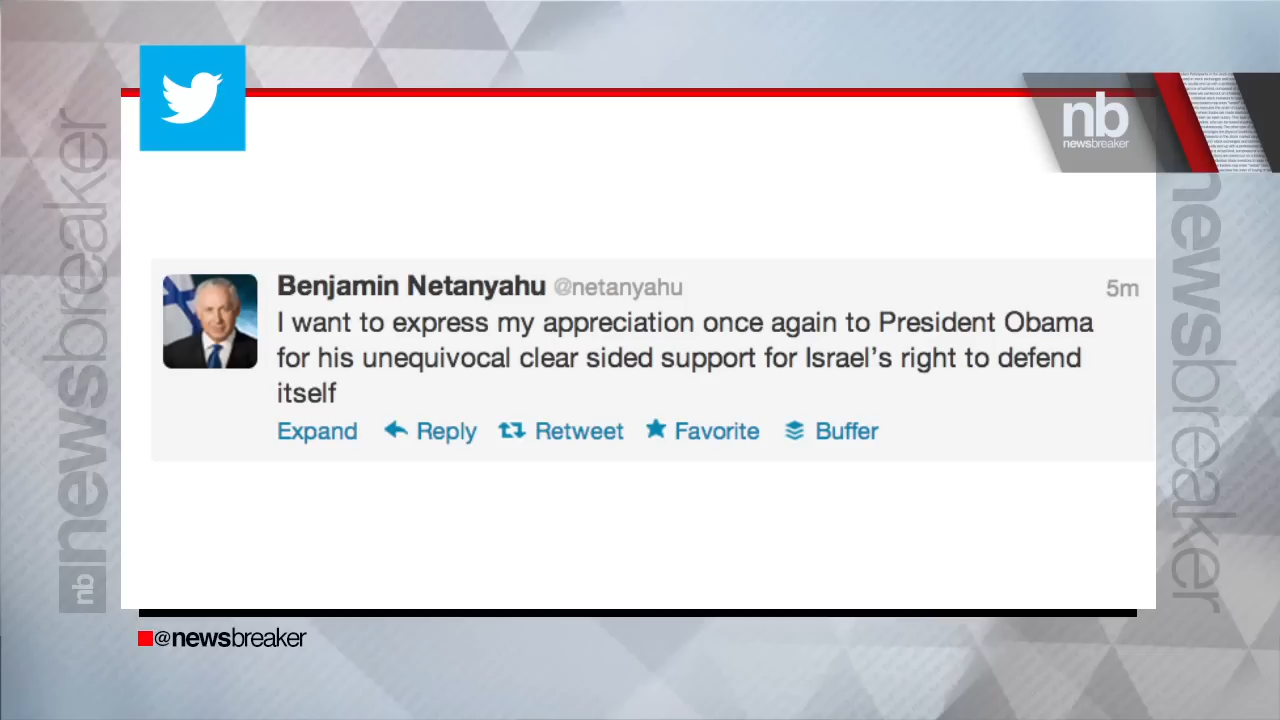 nb
newsbreaker
Benjamin Netanyahu @netanyahu 5m
I want to express my appreciation once again to President Obama
for his unequivocal clear sided support for Israel's right to defend
itself
Expand Reply Retweet Favorite Buffer
nb newsbreaker
newsbreaker
@newsbreaker